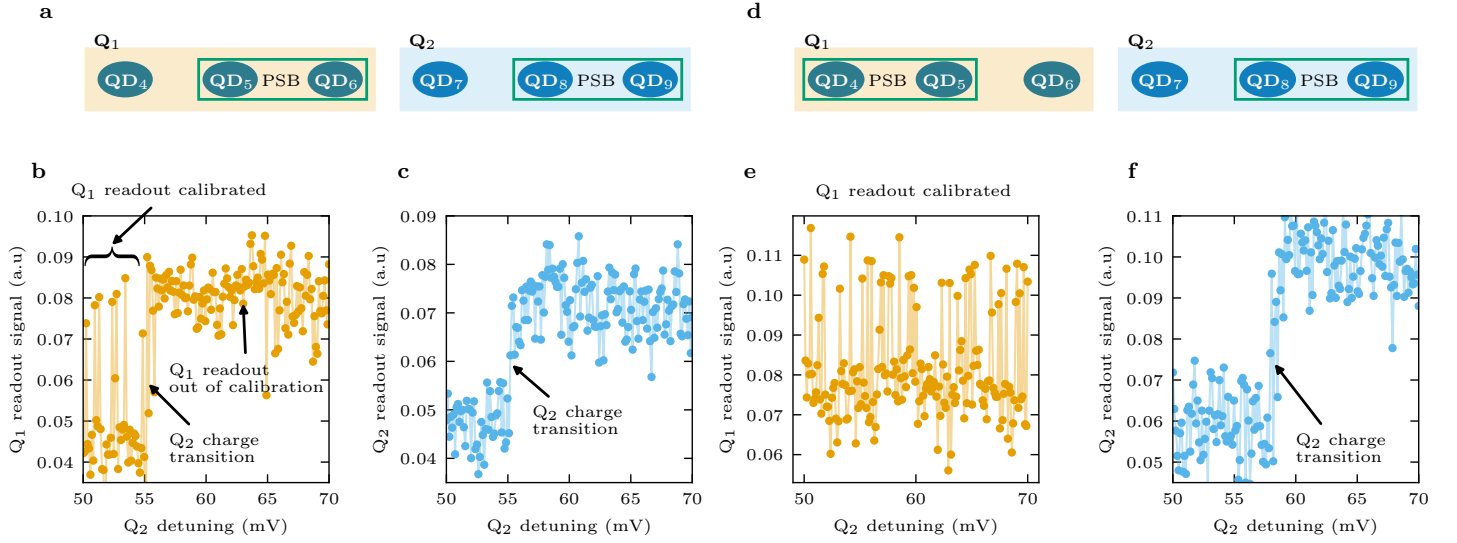 a
Q1
QD4 QD5 PSB QD6
Q2
QD7 QD8 PSB QD9
d
Q1
QD4 PSB QD5 QD6
Q2
QD7 QD8 PSB QD9
b
Q1 readout calibrated
0.10
0.09
0.08
0.07
0.06
0.05
0.04
50 55 60 65 70
Q1 readout signal (a.u)
Q2 detuning (mV)
Q1 readout
out of calibration
Q2 charge
transition
c
0.09
0.08
0.07
0.06
0.05
0.04
50 55 60 65 70
Q2 readout signal (a.u)
Q2 detuning (mV)
Q2 charge
transition
e
Q1 readout calibrated
0.11
0.10
0.09
0.08
0.07
0.06
50 60 70
Q1 readout signal (a.u)
Q2 detuning (mV)
f
0.11
0.10
0.09
0.08
0.07
0.06
0.05
50 55 60 65 70
Q2 readout signal (a.u)
Q2 detuning (mV)
Q2 charge
transition